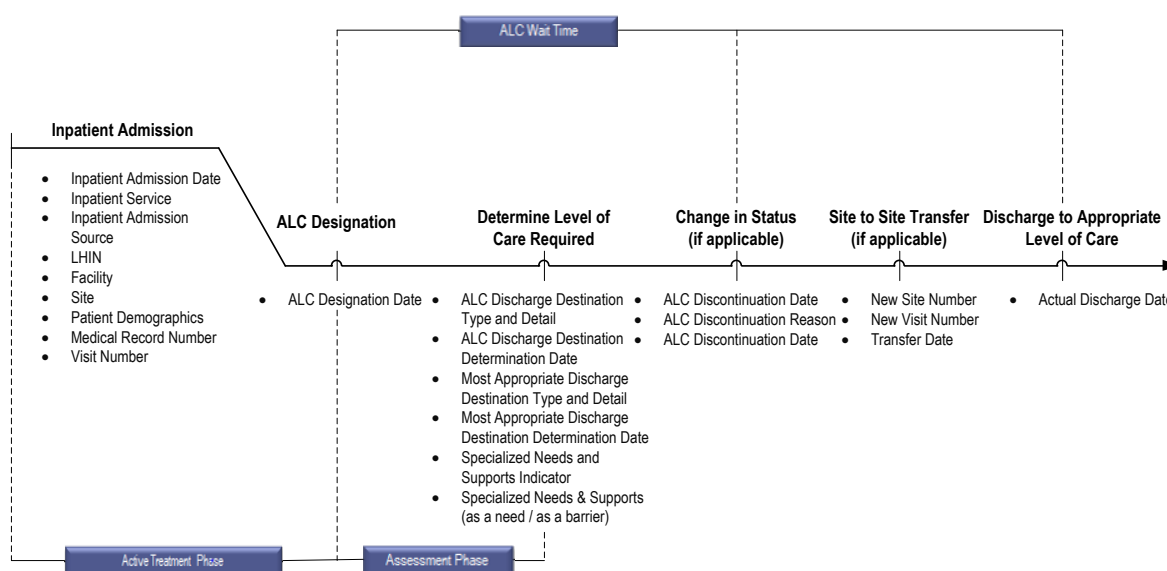 ALC Wait Time
Inpatient Admission
Inpatient Admission Date
Inpatient Service
Inpatient Admission
Source
LHIN
Facility
Site
Patient Demographics
Medical Record Number
Visit Number
ALC Designation
ALC Designation Date
Determine Level of
Care Required
ALC Discharge Destination
Type and Detail
ALC Discharge Destination
Determination Date
Most Appropriate Discharge
Destination Type and Detail
Most Appropriate Discharge
Destination Determination Date
Specialized Needs and
Supports Indicator
Specialized Needs & Supports
(as a need / as a barrier)
Change in Status
(if applicable)
ALC Discontinuation Date
ALC Discontinuation Reason
ALC Discontinuation Date
Site to Site Transfer
(if applicable)
New Site Number
New Visit Number
Transfer Date
Discharge to Appropriate
Level of Care
Actual Discharge Date
Active Treatment Phase
Assessment Phase